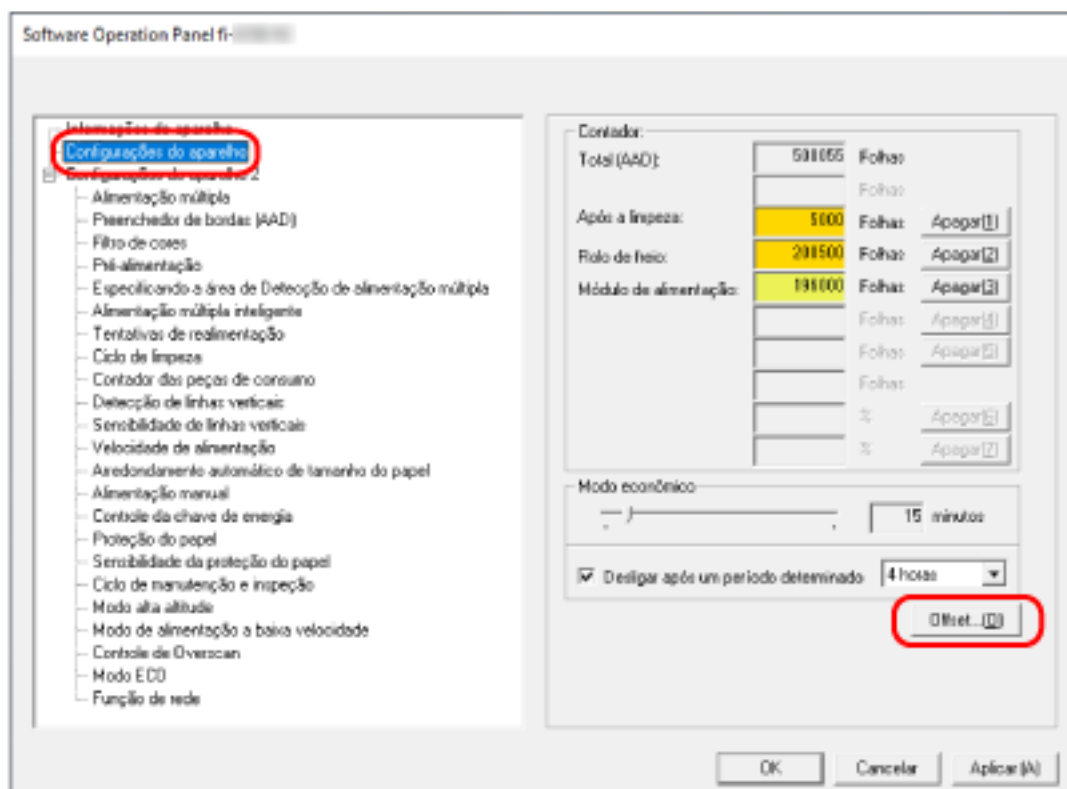 Software Operation Panel fi-
Informações do aparelho
Configurações do aparelho
Configurações do aparelho 2
Alimentação múltipla
Preenchedor de bordas (AAD)
Filtro de cores
Pré-alimentação
Especificando a área de Detecção de alimentação múltipla
Alimentação múltipla inteligente
Tentativas de realimentação
Ciclo de limpeza
Contador das peças de consumo
Detecção de linhas verticais
Sensibilidade de linhas verticais
Velocidade de alimentação
Arredondamento automático de tamanho do papel
Alimentação manual
Controle da chave de energia
Proteção do papel
Sensibilidade da proteção do papel
Ciclo de manutenção e inspeção
Modo alta altitude
Modo de alimentação a baixa velocidade
Controle de Overscan
Modo ECO
Função de rede
Contador:
Total (AAD): 500055 Folhas
Folhas
Após a limpeza: 5000 Folhas Apagar(1)
Rolo de freio: 200500 Folhas Apagar(2)
Módulo de alimentação: 196000 Folhas Apagar(3)
Folhas Apagar(4)
Folhas Apagar(5)
Folhas
% Apagar(6)
% Apagar(7)
Modo econômico
15 minutos
Desligar após um período determinado 4 horas
Offset...(O)
OK Cancelar Aplicar(A)